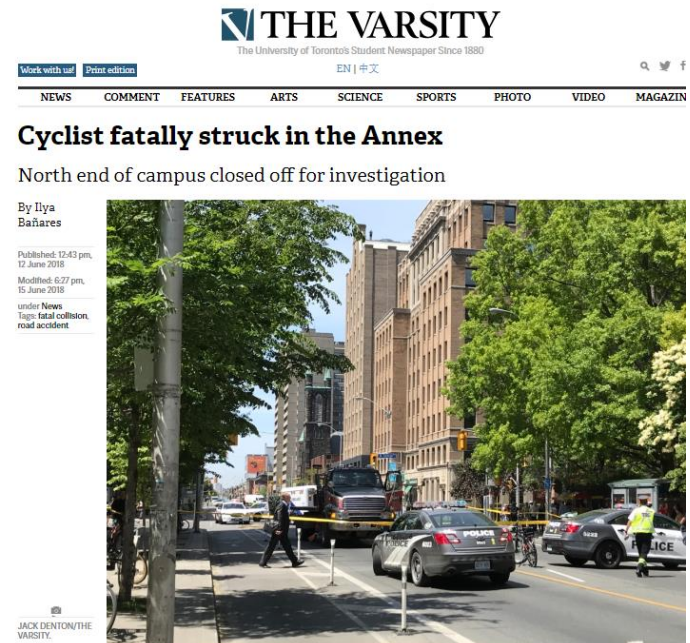 THE VARSITY
The University of Toronto's Student Newspaper Since 1880
Work with us! Print edition
EN | 中文
NEWS COMMENT FEATURES ARTS SCIENCE SPORTS PHOTO VIDEO MAGAZIN
Cyclist fatally struck in the Annex
North end of campus closed off for investigation
By Ilya
Bañares
Published: 12:43 pm,
12 June 2018
Modified: 6:27 pm,
15 June 2018
under News
Tags: fatal collision,
road accident
POLICE
LICE
JACK DENTON/THE
VARSITY.